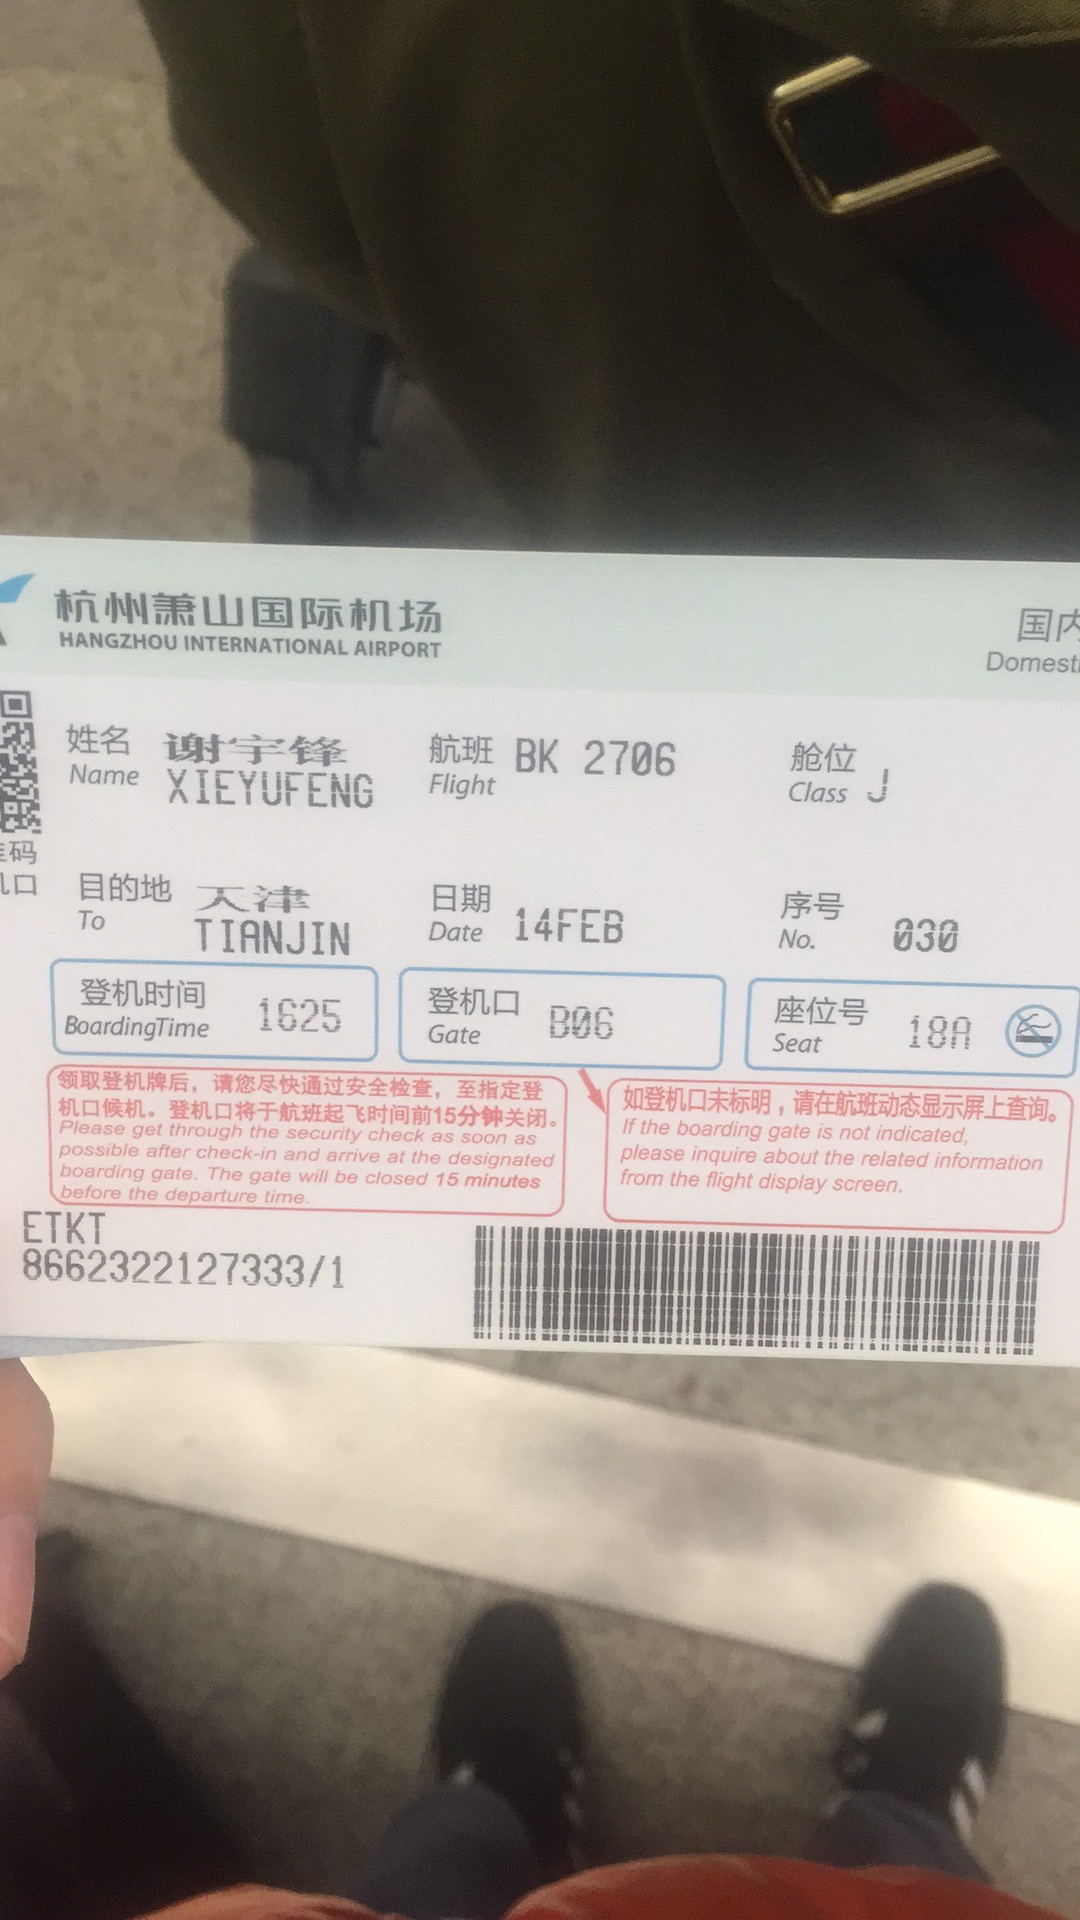 杭州萧山国际机场
HANGZHOU INTERNATIONAL AIRPORT
国内
Domesti
姓名 谢宇锋
Name XIEYUFENG
航班 BK 2706
Flight
舱位
Class J
码
口
目的地 天津
To TIANJIN
日期 14FEB
Date
序号 030
No.
登机时间 1625
BoardingTime
登机口 B06
Gate
座位号 18A
Seat
领取登机牌后，请您尽快通过安全检查，至指定登
机口候机。登机口将于航班起飞时间前15分钟关闭。
Please get through the security check as soon as
possible after check-in and arrive at the designated
boarding gate. The gate will be closed 15 minutes
before the departure time.
如登机口未标明，请在航班动态显示屏上查询。
If the boarding gate is not indicated,
please inquire about the related information
from the flight display screen.
ETKT
8662322127333/1